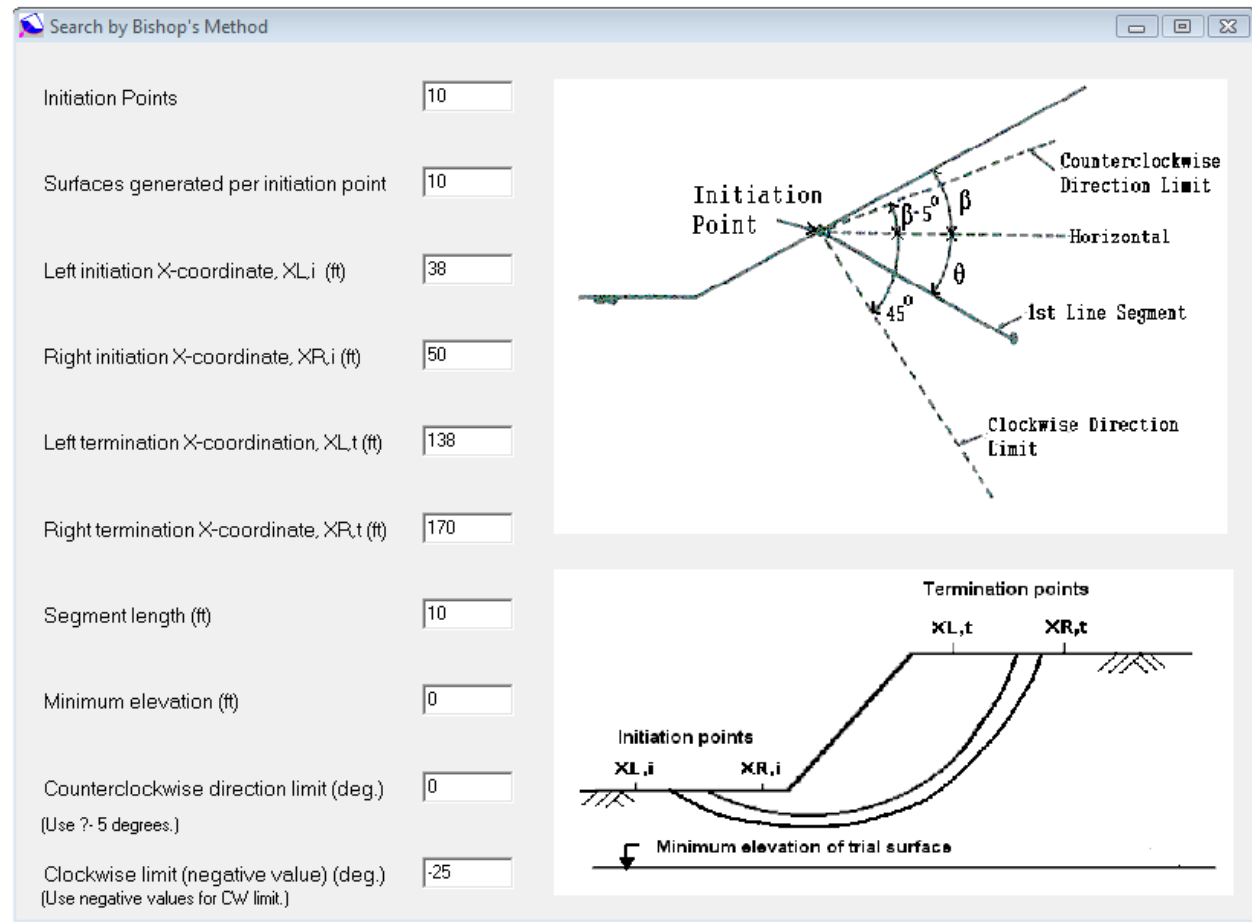 Search by Bishop's Method
Initiation Points
10
Surfaces generated per initiation point
10
Left initiation X-coordinate, XL,i (ft)
38
Right initiation X-coordinate, XR,i (ft)
50
Left termination X-coordination, XL,t (ft)
138
Right termination X-coordinate, XR,t (ft)
170
Segment length (ft)
10
Minimum elevation (ft)
0
Counterclockwise direction limit (deg.)
0
(Use ?- 5 degrees.)
Clockwise limit (negative value) (deg.)
-25
(Use negative values for CW limit.)
Counterclockwise
Direction Limit
Initiation
Point
β-5°
β
Horizontal
θ
45°
1st Line Segment
Clockwise Direction
Limit
Termination points
XL,t
XR,t
Initiation points
XL,i
XR,i
Minimum elevation of trial surface